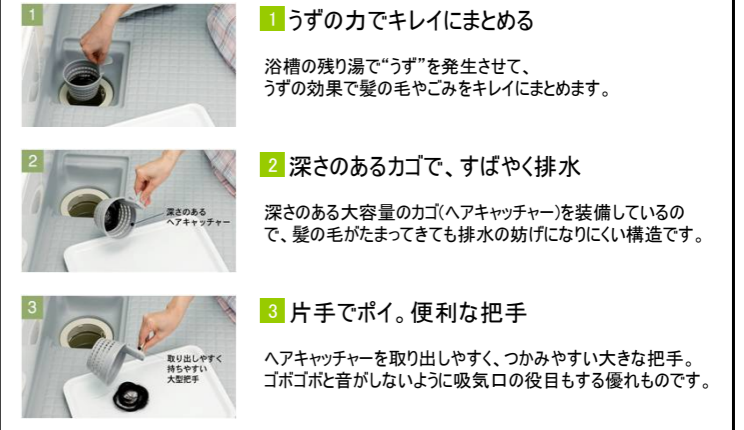 1
1 うずの力でキレイにまとめる
浴槽の残り湯で“うず”を発生させて、
うずの効果で髪の毛やごみをキレイにまとめます。
2
深さのある
ヘアキャッチャー
2 深さのあるカゴで、すばやく排水
深さのある大容量のカゴ(ヘアキャッチャー)を装備しているの
で、髪の毛がたまってきても排水の妨げになりにくい構造です。
3
取り出しやすく
持ちやすい
大型把手
3 片手でポイ。便利な把手
ヘアキャッチャーを取り出しやすく、つかみやすい大きな把手。
ゴボゴボと音がしないように吸気口の役目もする優れものです。